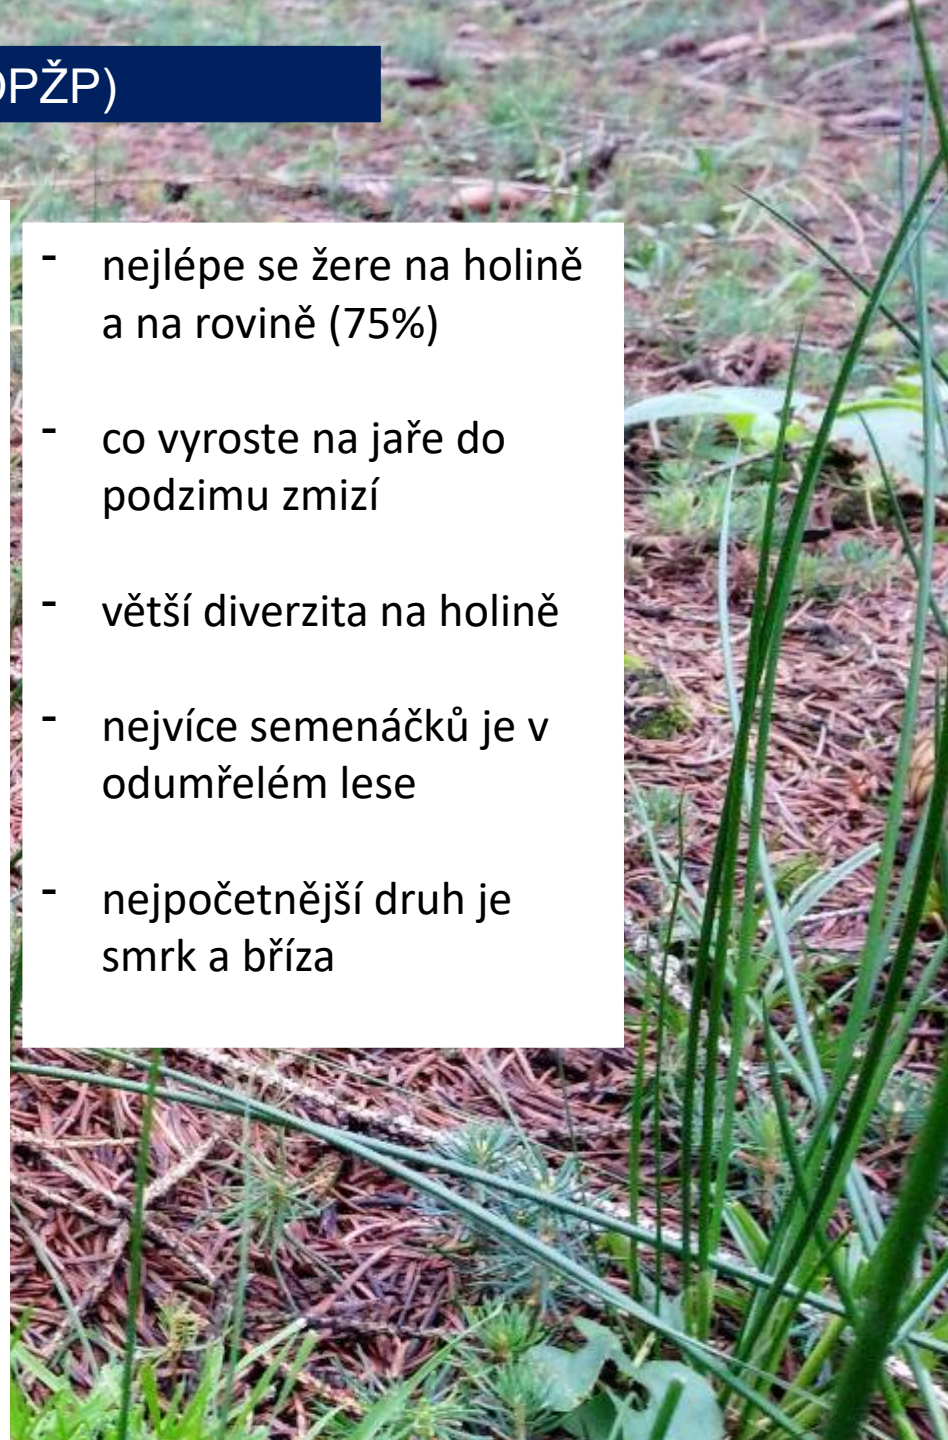 OPŽP)
- nejlépe se žere na holině
a na rovině (75%)
- co vyroste na jaře do
podzimu zmizí
- větší diverzita na holině
- nejvíce semenáčků je v
odumřelém lese
- nejpočetnější druh je
smrk a bříza